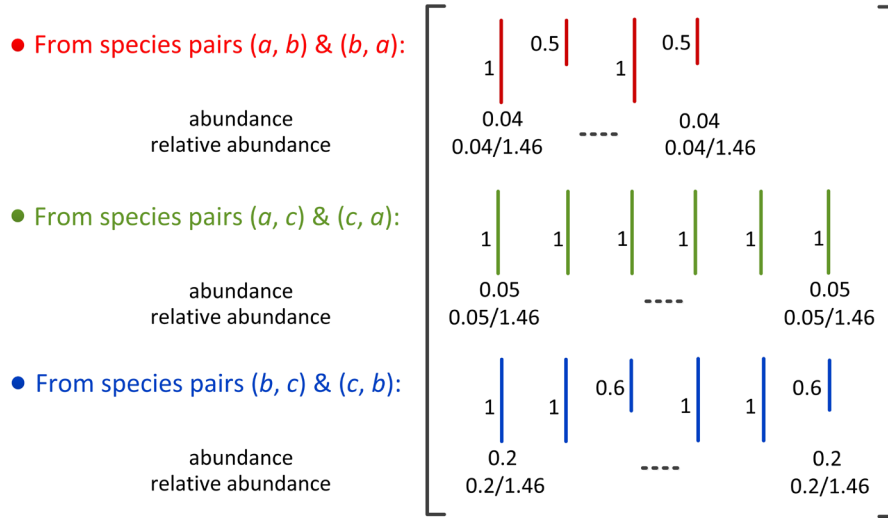 • From species pairs (a, b) & (b, a):
1 0.5 1 0.5
abundance 0.04 ---- 0.04
relative abundance 0.04/1.46 0.04/1.46
• From species pairs (a, c) & (c, a):
1 1 1 1 1 1
abundance 0.05 ---- 0.05
relative abundance 0.05/1.46 0.05/1.46
• From species pairs (b, c) & (c, b):
1 1 0.6 1 1 0.6
abundance 0.2 ---- 0.2
relative abundance 0.2/1.46 0.2/1.46